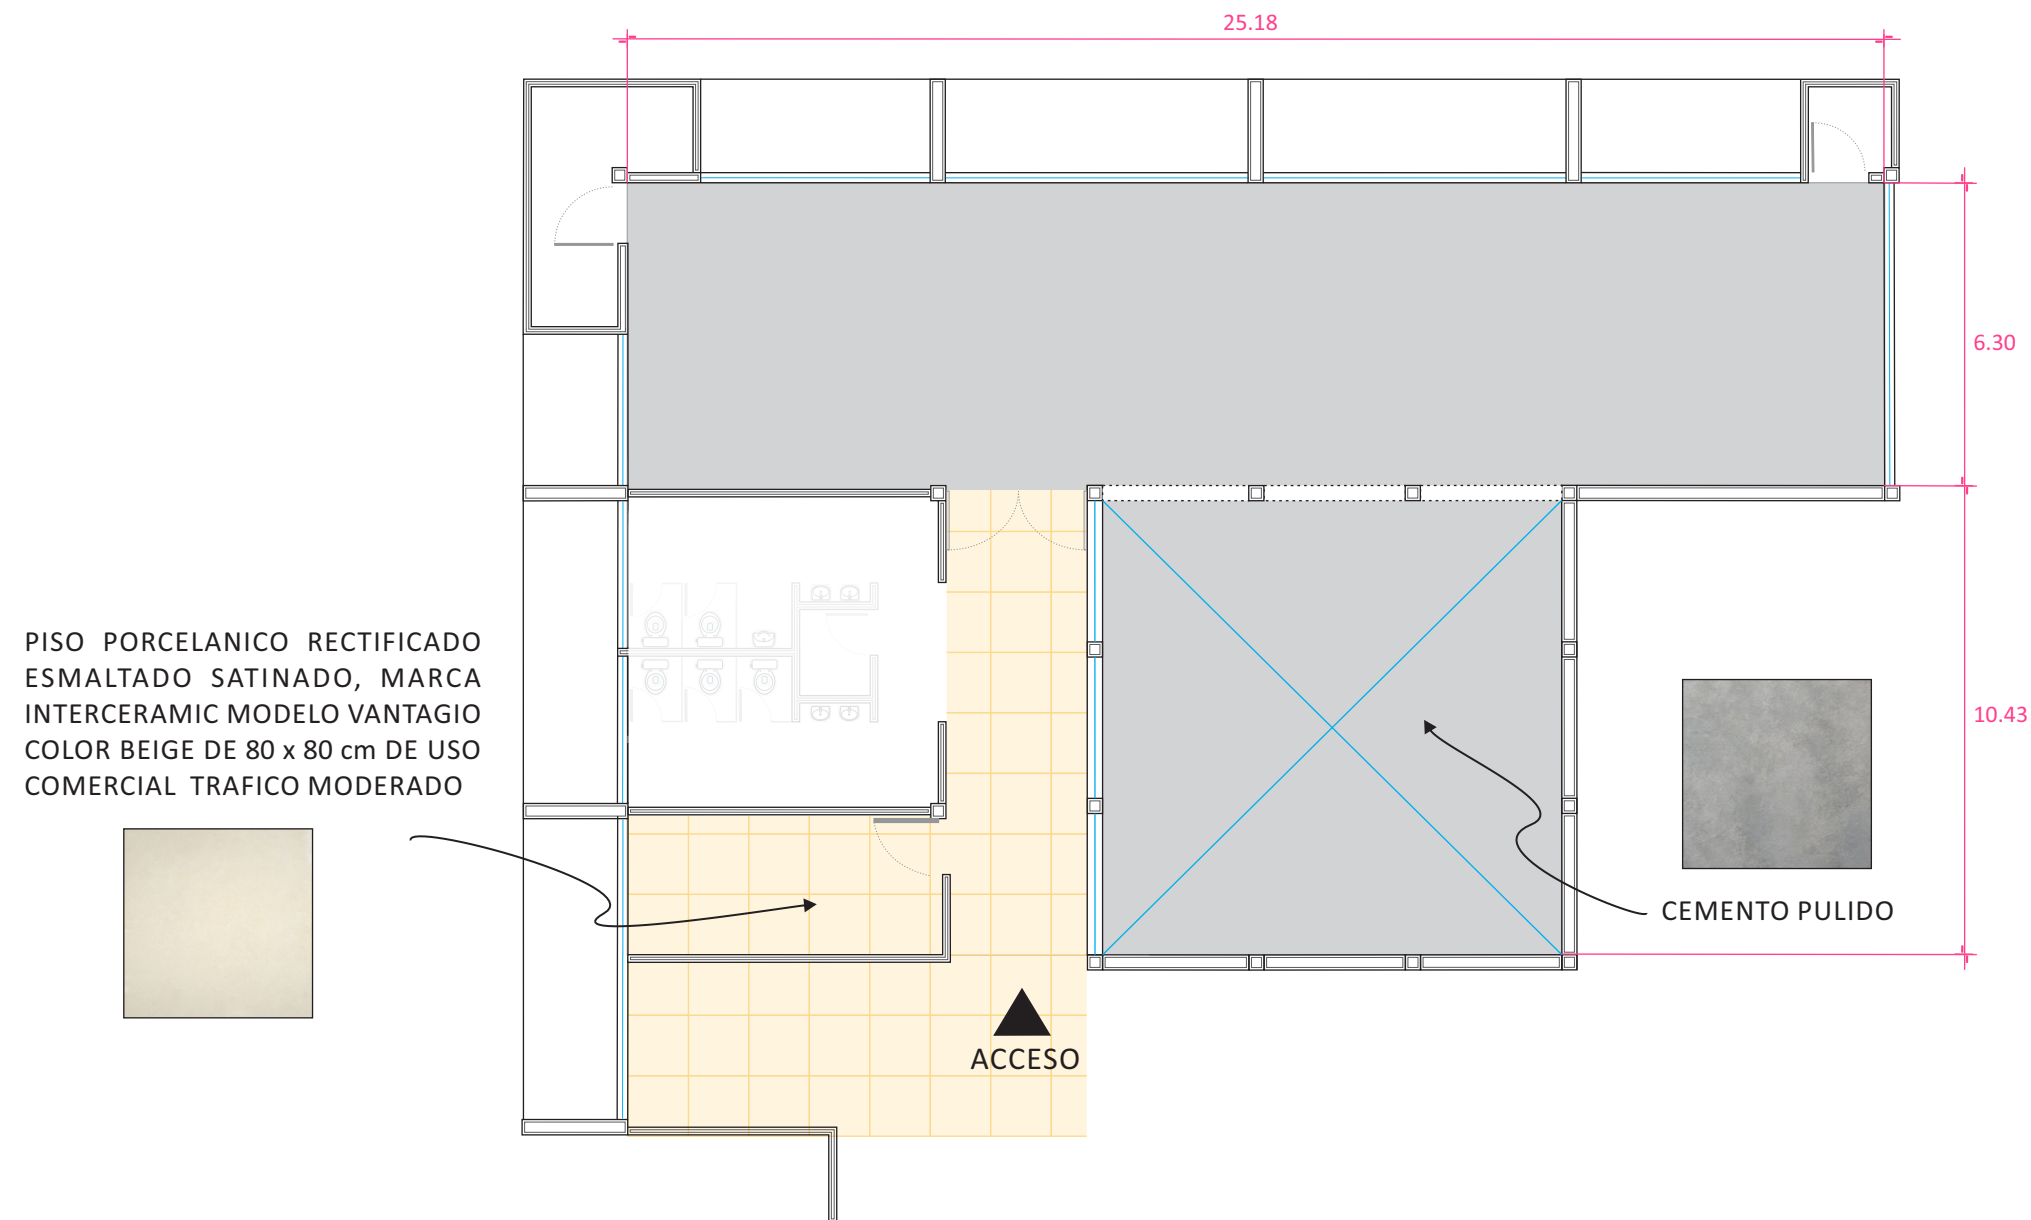 25.18
6.30
PISO PORCELANICO RECTIFICADO
ESMALTADO SATINADO, MARCA
INTERCERAMIC MODELO VANTAGIO
COLOR BEIGE DE 80 x 80 cm DE USO
COMERCIAL TRAFICO MODERADO
10.43
CEMENTO PULIDO
ACCESO